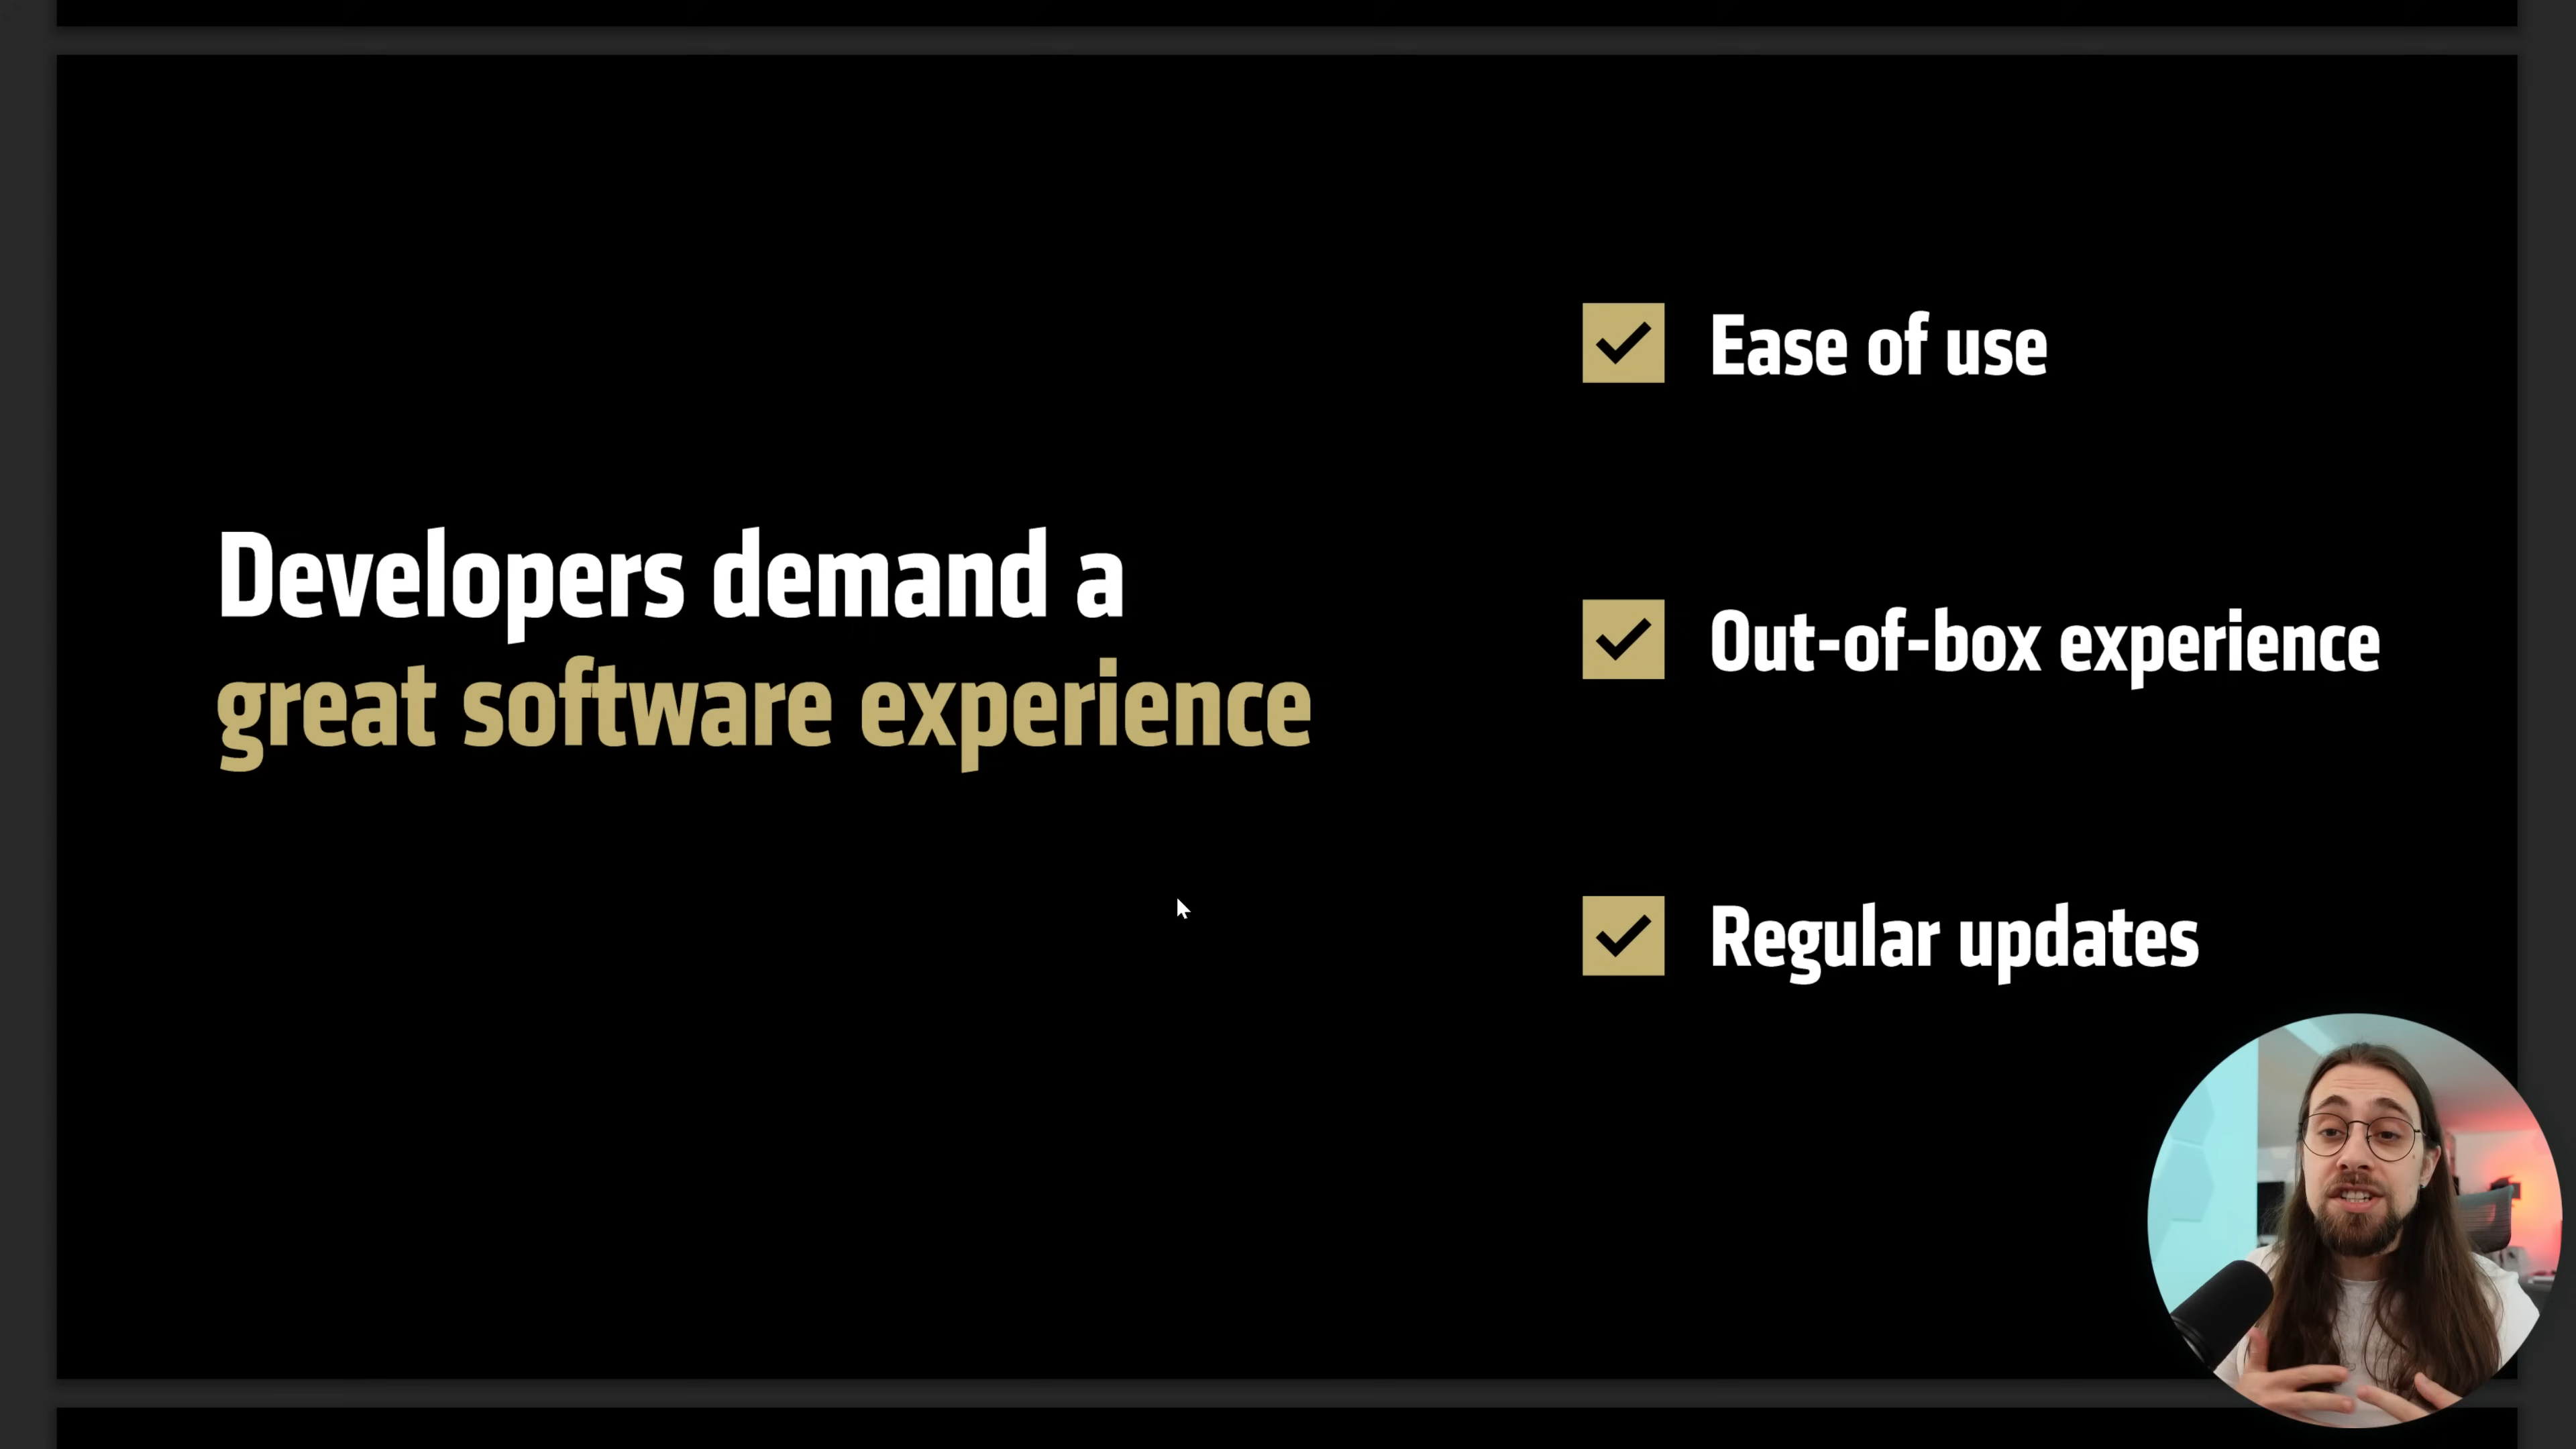 Developers demand a
great software experience
Ease of use
Out-of-box experience
Regular updates